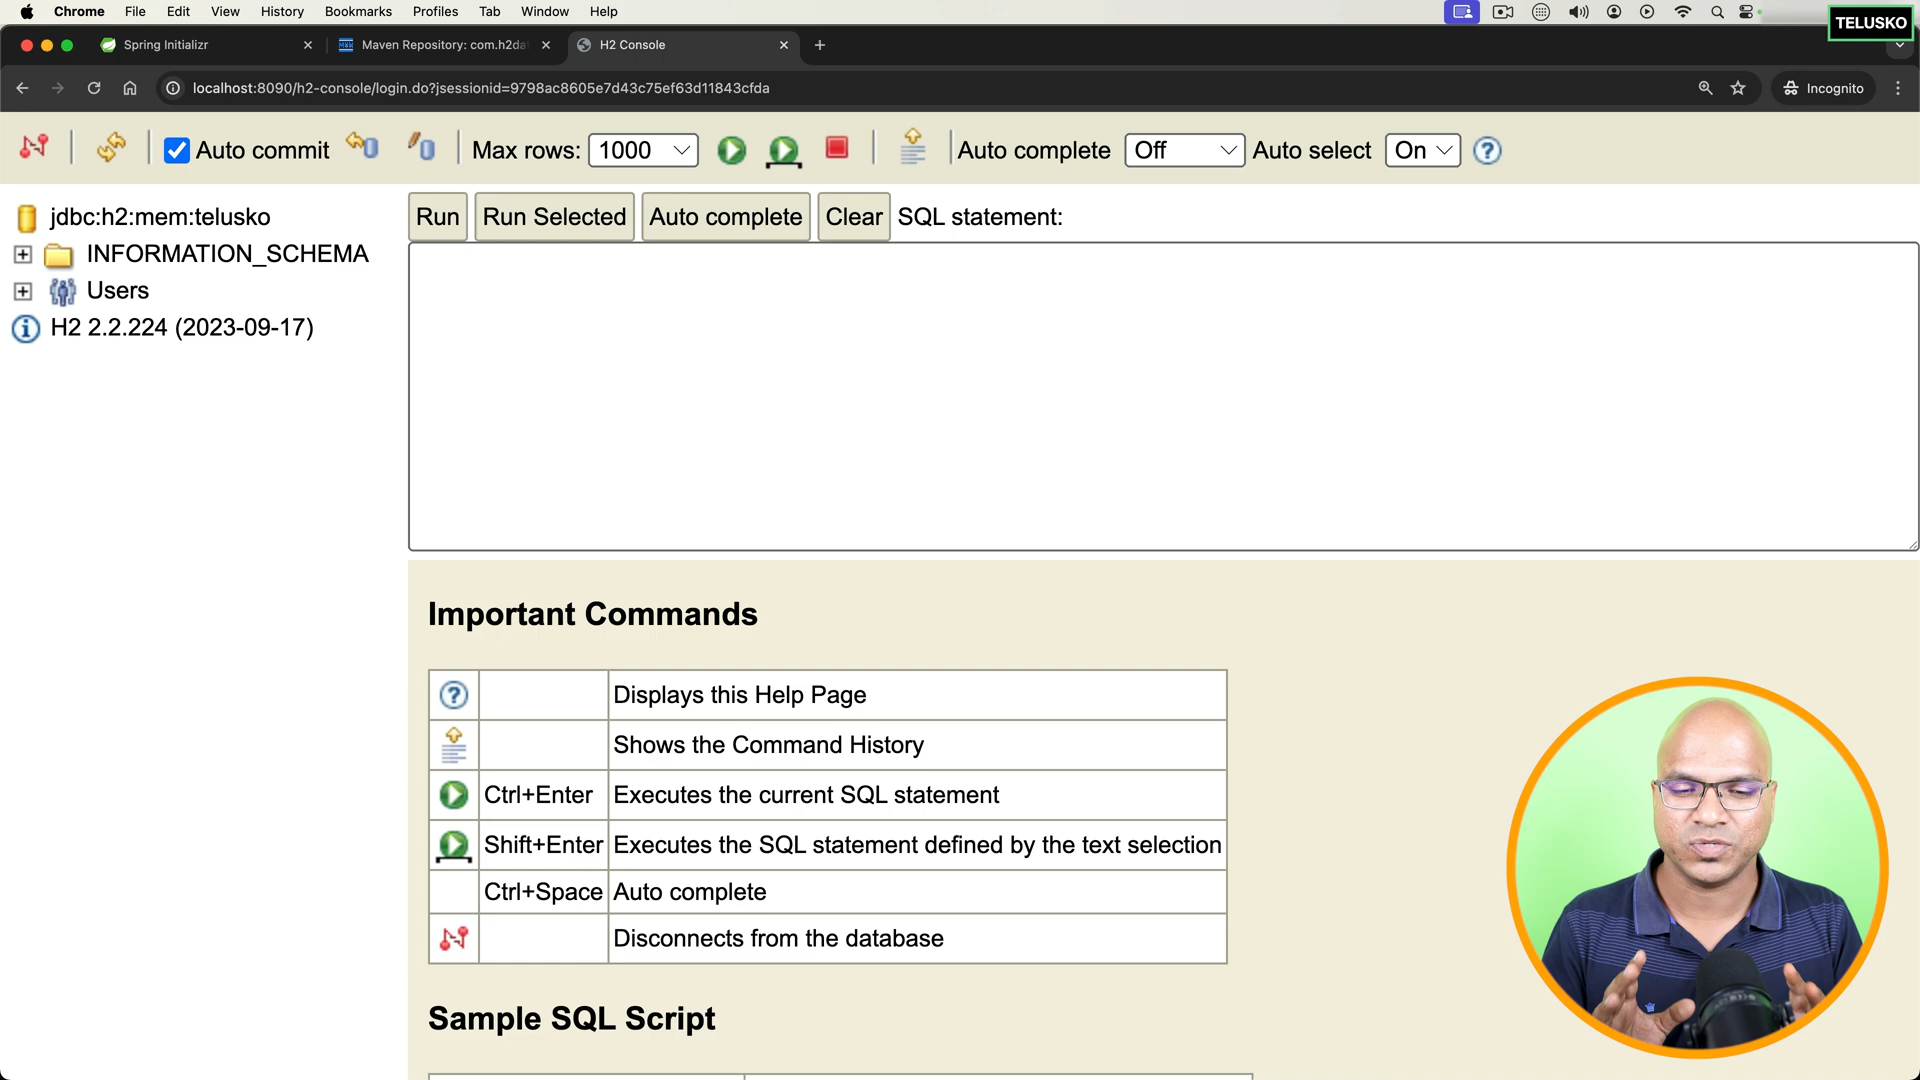 Chrome File Edit View History Bookmarks Profiles Tab Window Help
TELUSKO
Spring Initializr
Maven Repository: com.h2da
H2 Console
localhost:8090/h2-console/login.do?jsessionid=9798ac8605e7d43c75ef63d11843cfda
Incognito
Auto commit
Max rows: 1000
Auto complete Off
Auto select On
jdbc:h2:mem:telusko
INFORMATION_SCHEMA
Users
H2 2.2.224 (2023-09-17)
Run Run Selected Auto complete Clear SQL statement:
Important Commands
Displays this Help Page
Shows the Command History
Ctrl+Enter Executes the current SQL statement
Shift+Enter Executes the SQL statement defined by the text selection
Ctrl+Space Auto complete
Disconnects from the database
Sample SQL Script